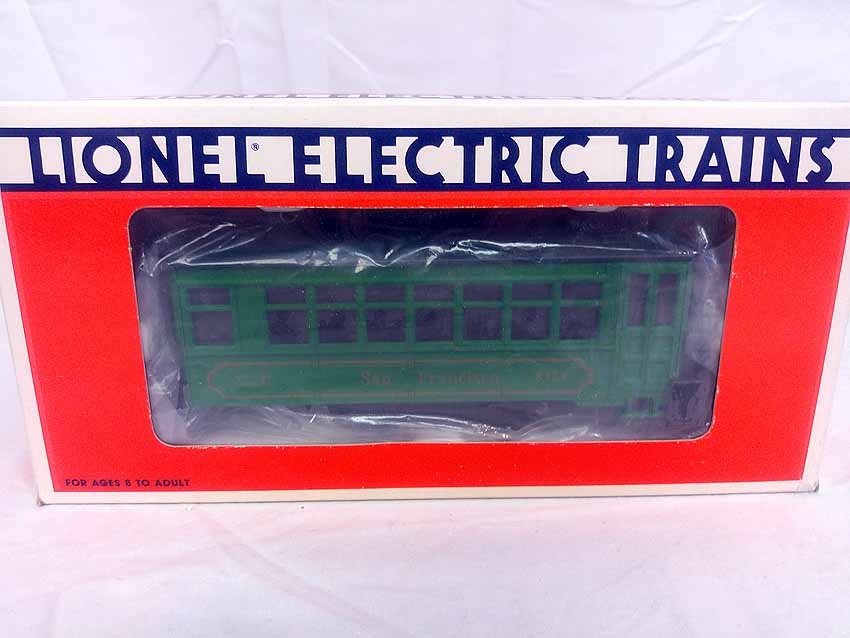 LIONEL® ELECTRIC TRAINS
San Francisco
FOR AGES 8 TO ADULT